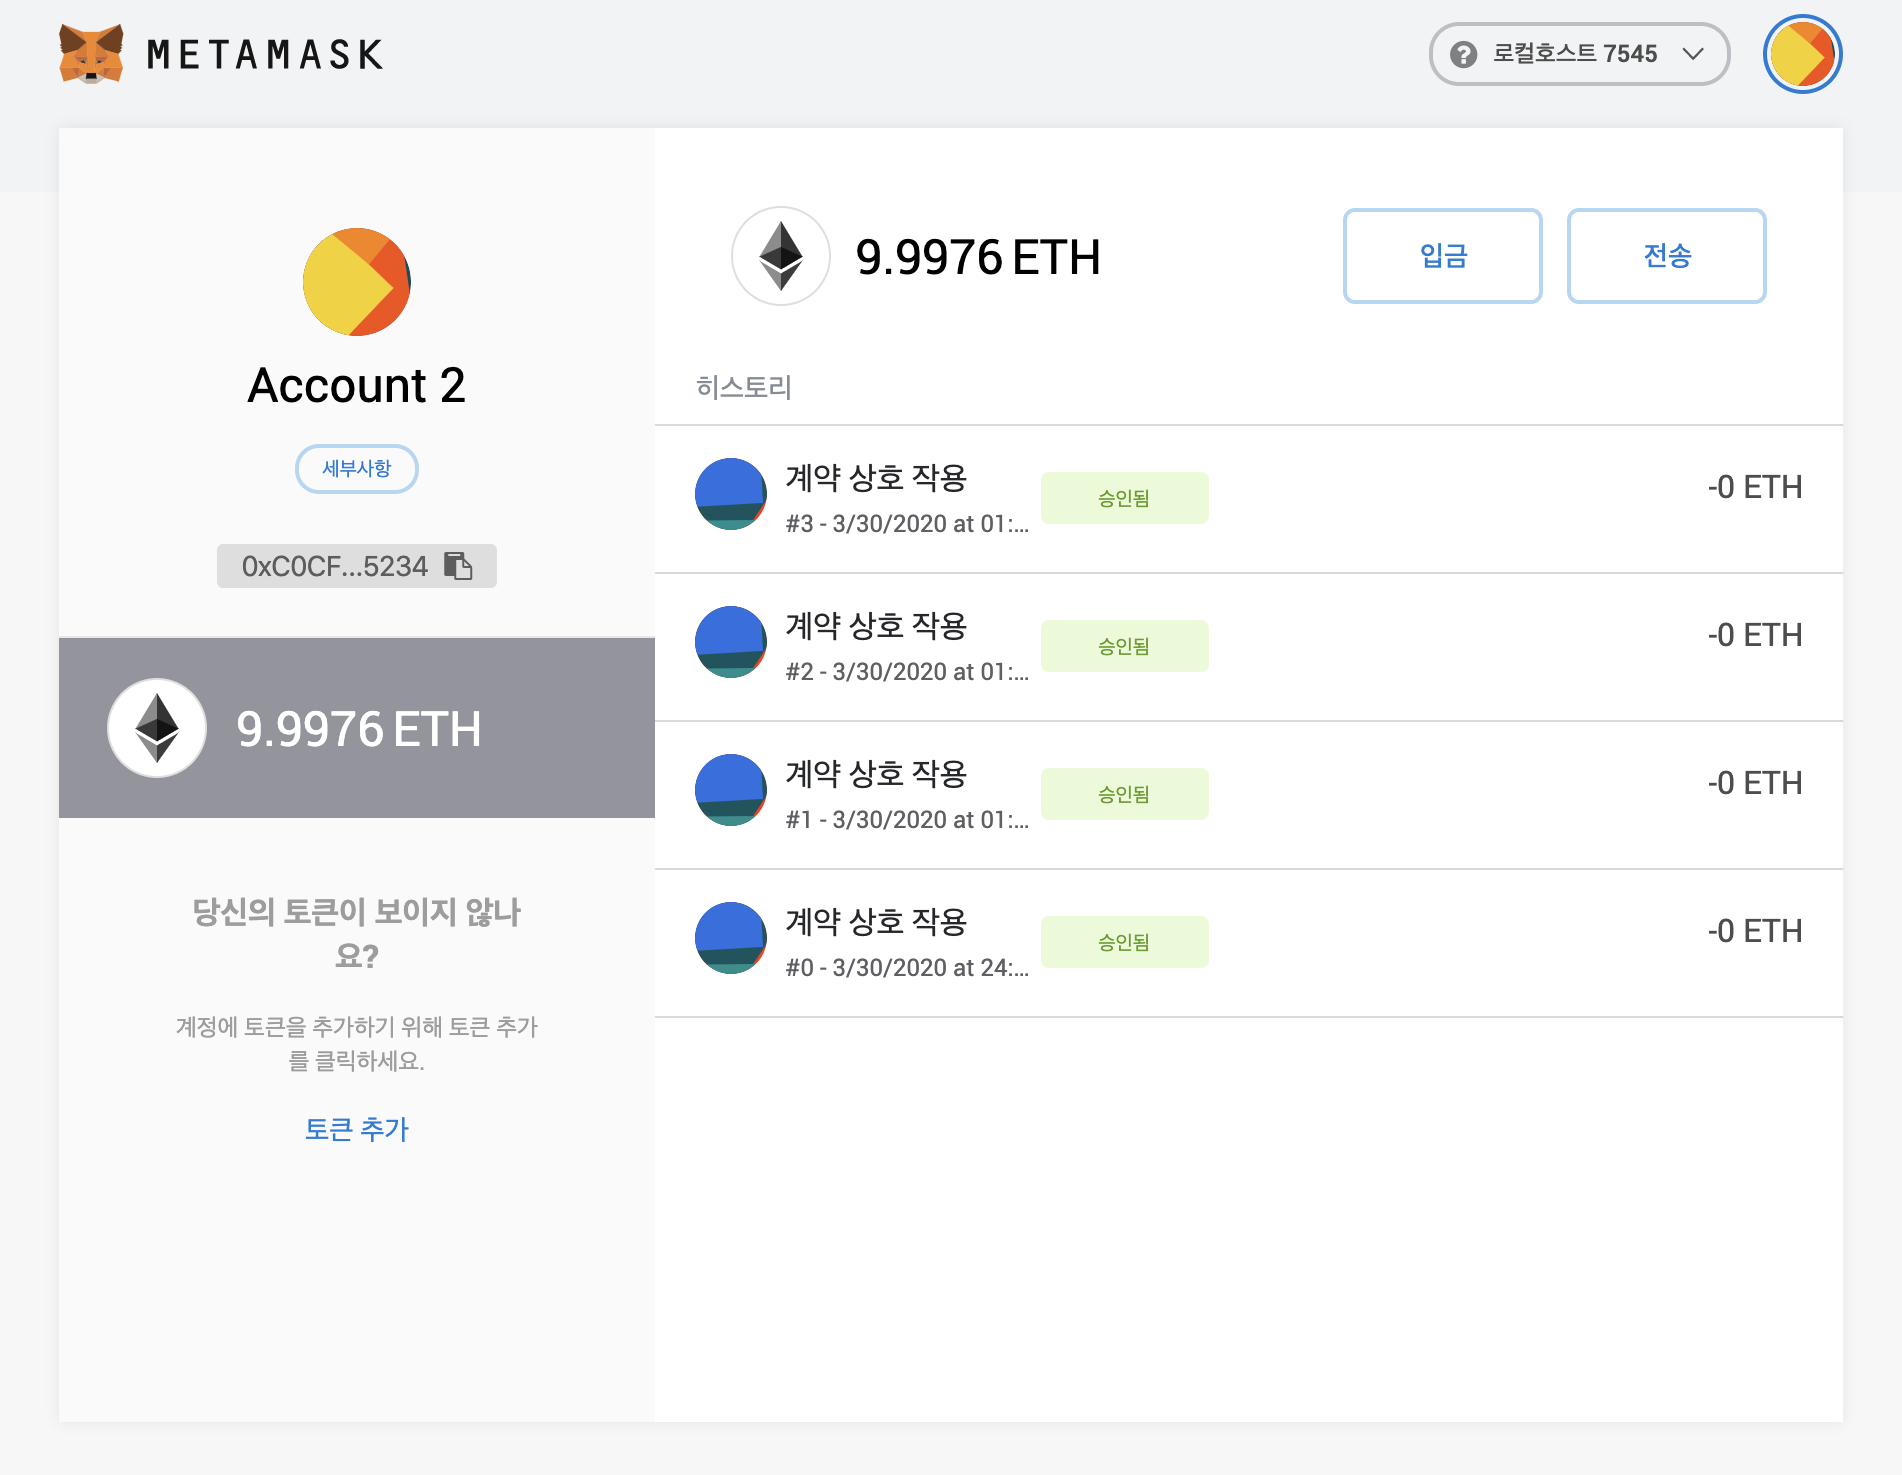 METAMASK
로컬호스트 7545
Account 2
세부사항
0xC0CF...5234
9.9976 ETH
당신의 토큰이 보이지 않나
요?
계정에 토큰을 추가하기 위해 토큰 추가
를 클릭하세요.
토큰 추가
9.9976 ETH
입금
전송
히스토리
계약 상호 작용
#3 - 3/30/2020 at 01:...
승인됨
-0 ETH
계약 상호 작용
#2 - 3/30/2020 at 01:...
승인됨
-0 ETH
계약 상호 작용
#1 - 3/30/2020 at 01:...
승인됨
-0 ETH
계약 상호 작용
#0 - 3/30/2020 at 24:...
승인됨
-0 ETH